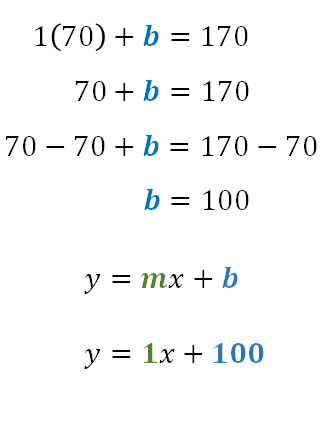 1(70) + b = 170
70 + b = 170
70 − 70 + b = 170 − 70
b = 100
y = mx + b
y = 1x + 100